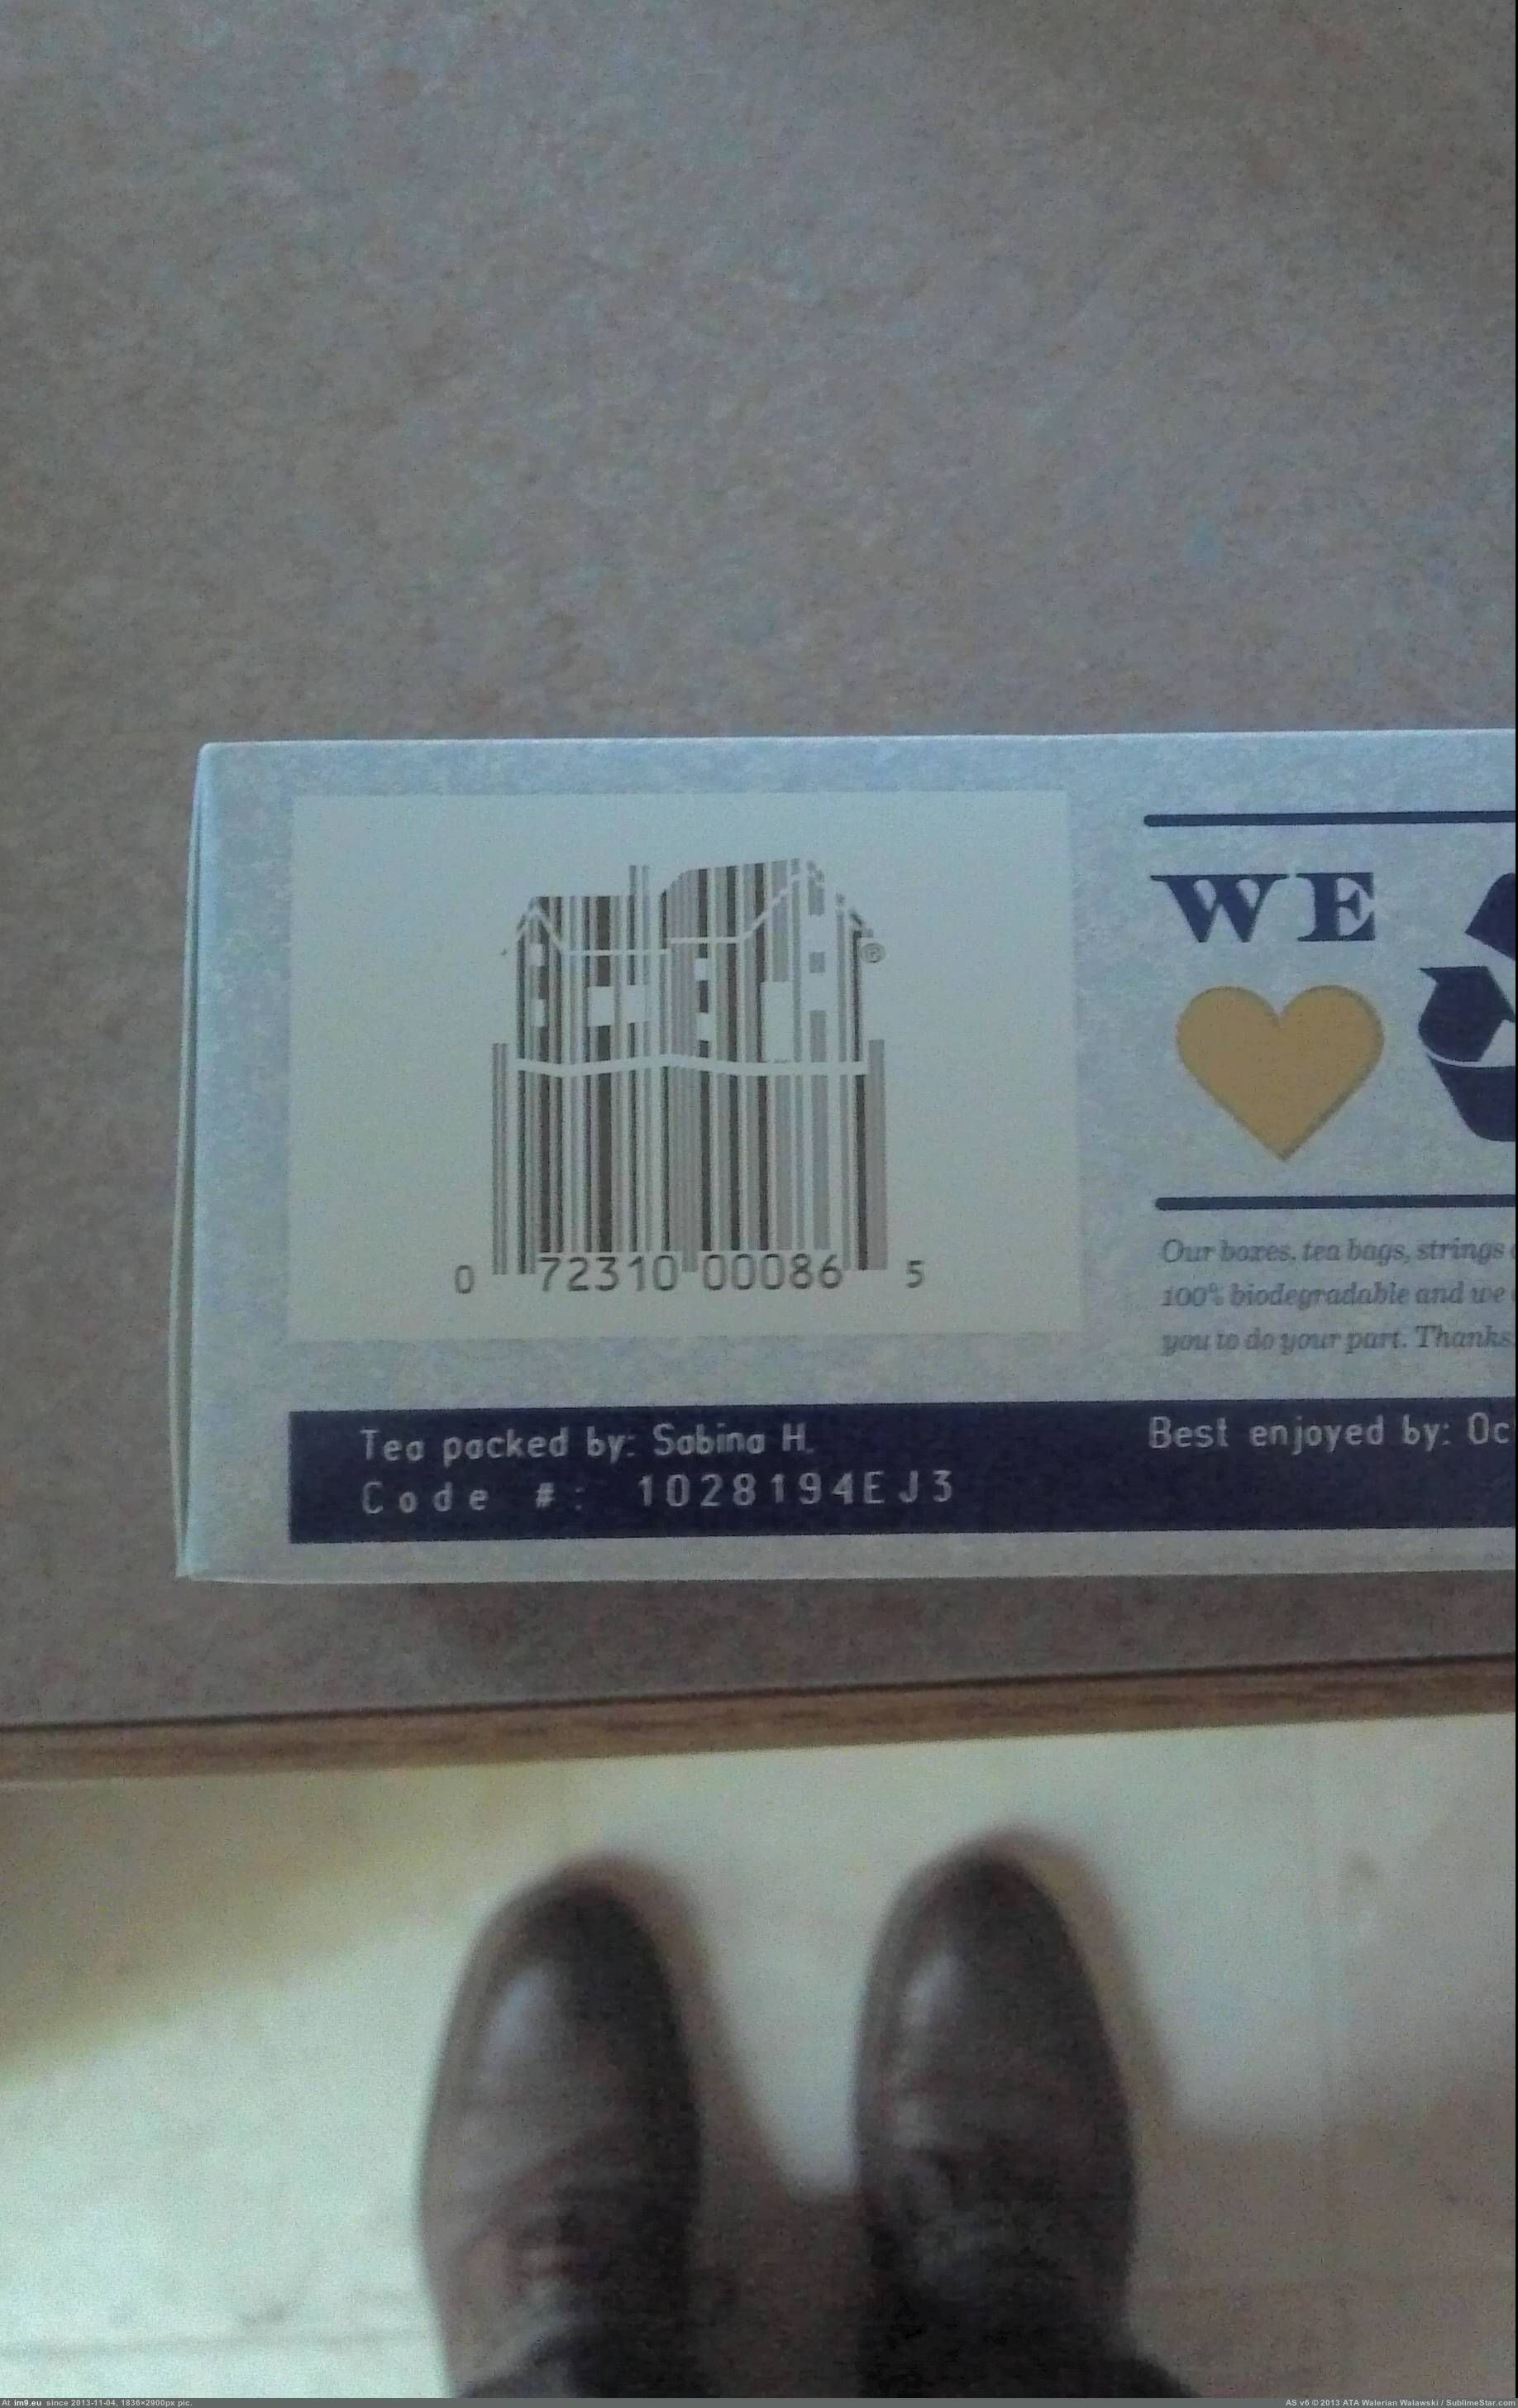 WE
®
0 72310 00086 5
Our boxes, tea bags, strings
100% biodegradable and we
you to do your part. Thanks
Tea packed by: Sabina H.
Best enjoyed by: Oc
Code #: 1028194EJ3
At im9.eu since 2013-11-04, 1836×2900px pic.
AS v6 © 2013 ATA Walerian Walawski / SublimeStar.com